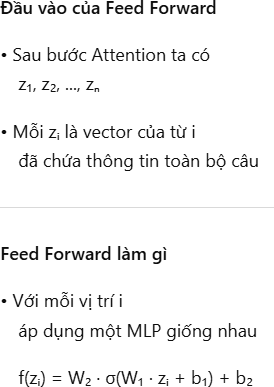 Đầu vào của Feed Forward
• Sau bước Attention ta có
z₁, z₂, ..., zₙ
• Mỗi zᵢ là vector của từ i
đã chứa thông tin toàn bộ câu
Feed Forward làm gì
• Với mỗi vị trí i
áp dụng một MLP giống nhau
f(zᵢ) = W₂ · σ(W₁ · zᵢ + b₁) + b₂